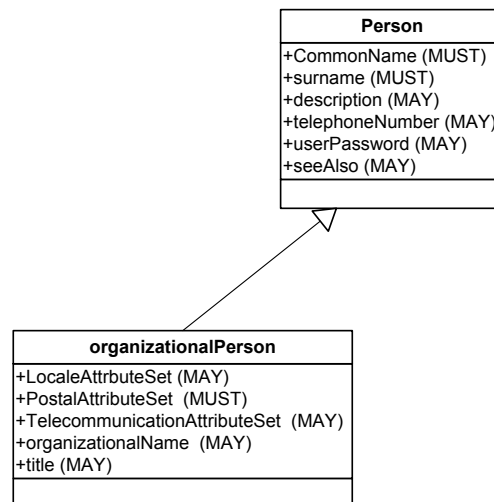 Person
+CommonName (MUST)
+surname (MUST)
+description (MAY)
+telephoneNumber (MAY)
+userPassword (MAY)
+seeAlso (MAY)
organizationalPerson
+LocaleAttrbuteSet (MAY)
+PostalAttributeSet (MUST)
+TelecommunicationAttributeSet (MAY)
+organizationalName (MAY)
+title (MAY)